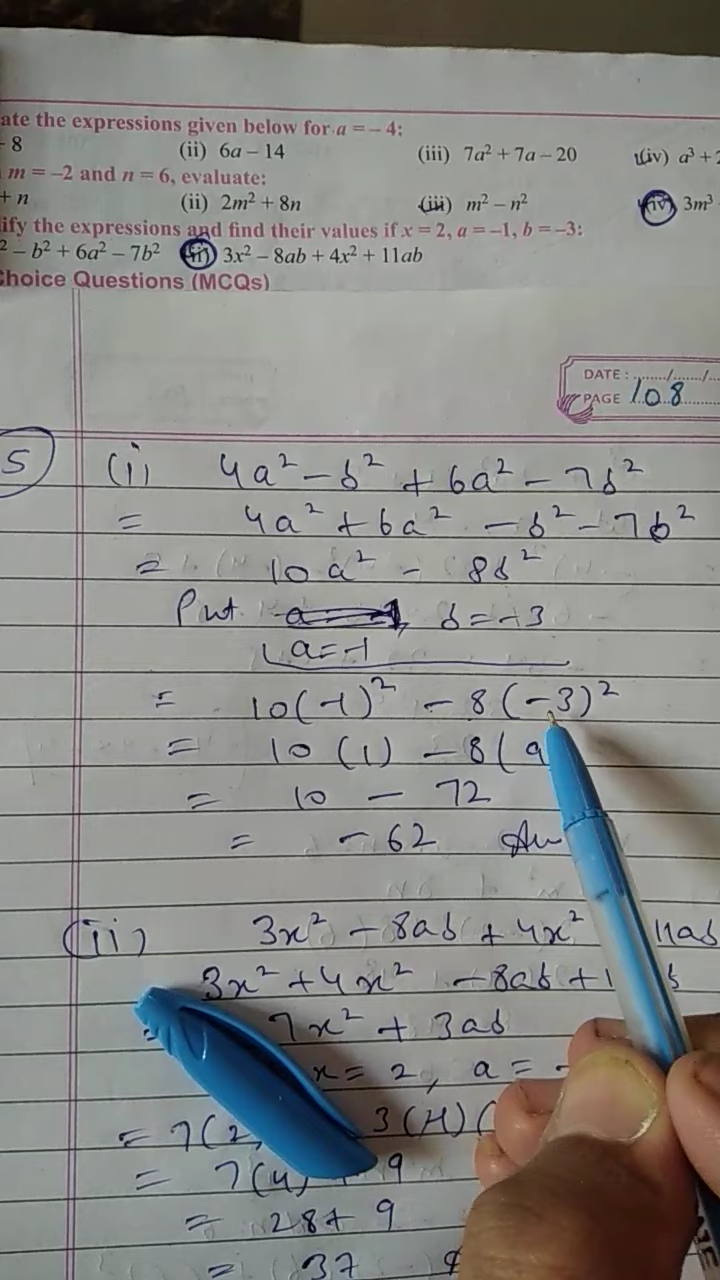 ate the expressions given below for a = – 4:
8 (ii) 6a – 14 (iii) 7a² + 7a – 20 (iv) a³ +
m = –2 and n = 6, evaluate:
+ n (ii) 2m² + 8n (iii) m² – n² (iv) 3m³
ify the expressions and find their values if x = 2, a = –1, b = –3:
² – b² + 6a² – 7b² (ii) 3x² – 8ab + 4x² + 11ab
Choice Questions (MCQs)
DATE : ....../....../...
PAGE 108
5 (i) 4a² – b² + 6a² – 7b²
= 4a² + 6a² – b² – 7b²
= 10a² – 8b²
Put b = –3
a = –1
= 10(–1)² – 8(–3)²
= 10 (1) – 8(9
= 10 – 72
= – 62 Ans
(ii) 3x² – 8ab + 4x² 11ab
3x² + 4x² – 8ab + 1 b
7x² + 3ab
x = 2, a = –
= 7(2 3(–1)(
= 7(4) + 9
= 28 + 9
= 37